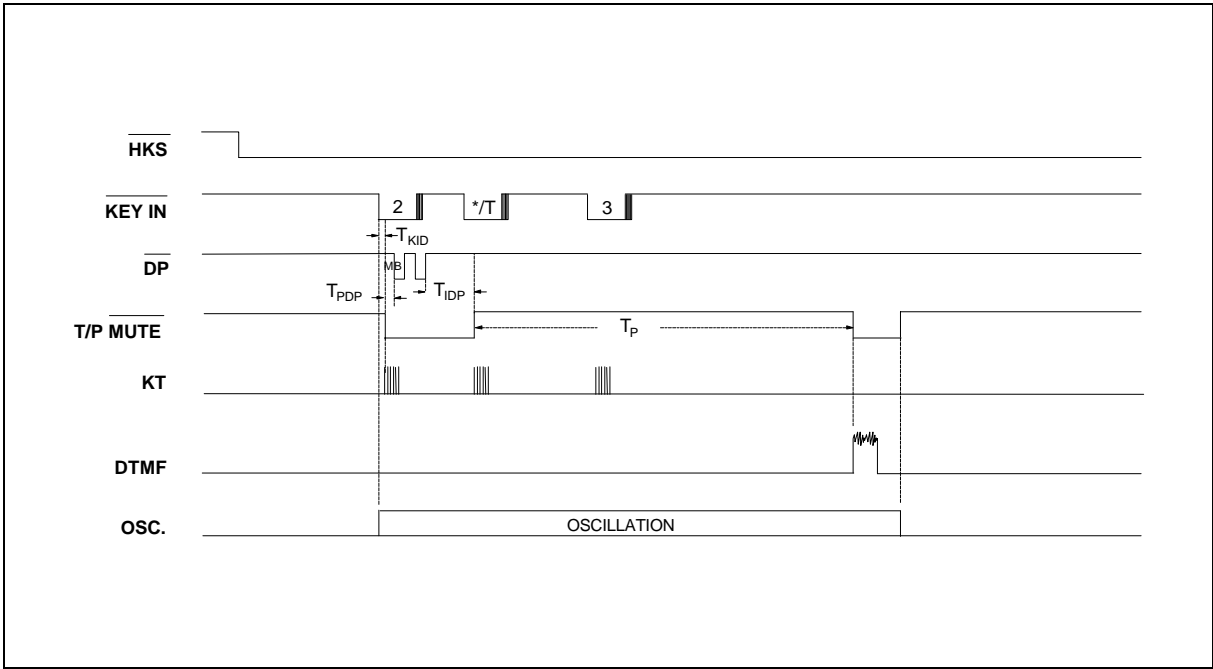 HKS
KEY IN
2
*/T
3
TKID
DP
MB
TPDP
TIDP
T/P MUTE
TP
KT
DTMF
OSC.
OSCILLATION